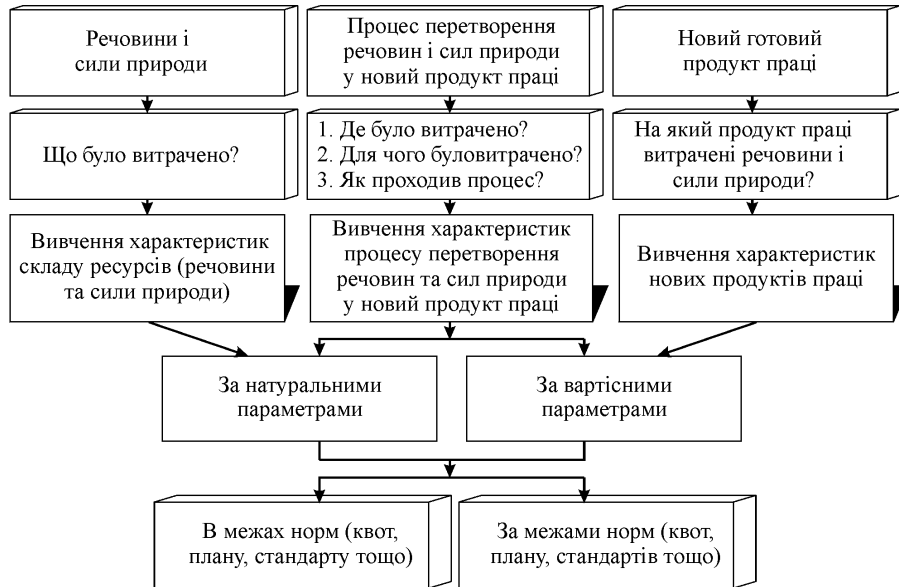 Речовини і
сили природи
Процес перетворення
речовин і сил природи
у новий продукт праці
Новий готовий
продукт праці
Що було витрачено?
1. Де було витрачено?
2. Для чого буловитрачено?
3. Як проходив процес?
На який продукт праці
витрачені речовини і
сили природи?
Вивчення характеристик
складу ресурсів (речовини
та сили природи)
Вивчення характеристик
процесу перетворення
речовин та сил природи
у новий продукт праці
Вивчення характеристик
нових продуктів праці
За натуральними
параметрами
За вартісними
параметрами
В межах норм (квот,
плану, стандарту тощо)
За межами норм (квот,
плану, стандартів тощо)